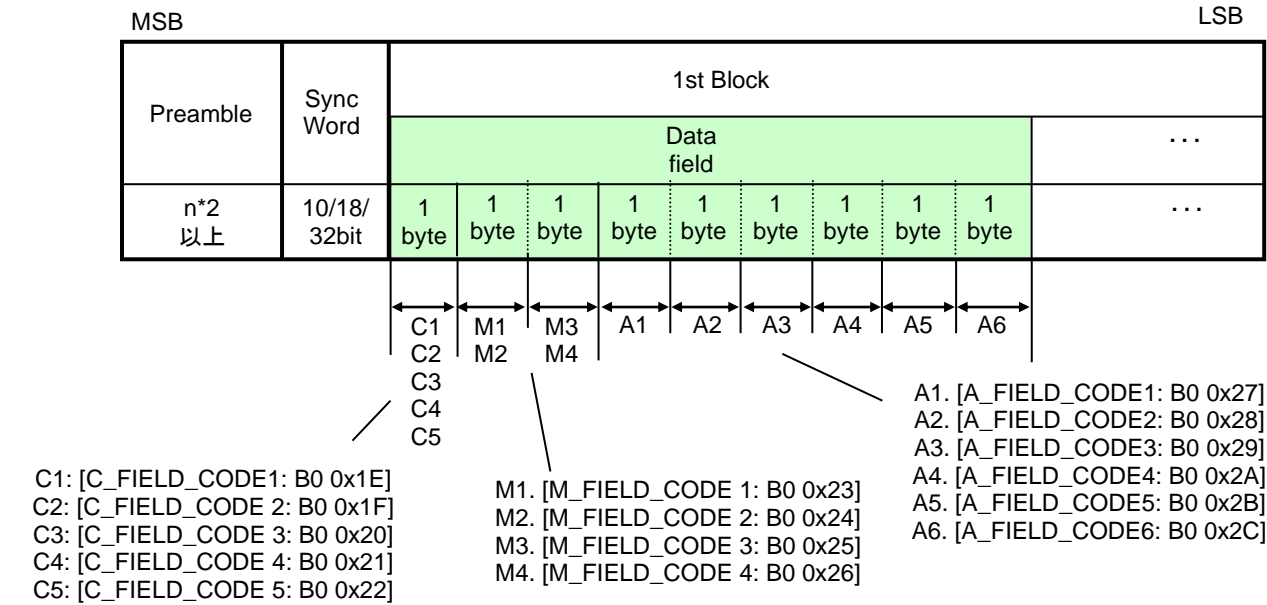 MSB
LSB
Preamble
Sync
Word
1st Block
Data
field
･･･
n*2
以上
10/18/
32bit
1
byte
1
byte
1
byte
1
byte
1
byte
1
byte
1
byte
1
byte
1
byte
･･･
C1
C2
C3
C4
C5
M1
M2
M3
M4
A1
A2
A3
A4
A5
A6
C1: [C_FIELD_CODE1: B0 0x1E]
C2: [C_FIELD_CODE 2: B0 0x1F]
C3: [C_FIELD_CODE 3: B0 0x20]
C4: [C_FIELD_CODE 4: B0 0x21]
C5: [C_FIELD_CODE 5: B0 0x22]
M1. [M_FIELD_CODE 1: B0 0x23]
M2. [M_FIELD_CODE 2: B0 0x24]
M3. [M_FIELD_CODE 3: B0 0x25]
M4. [M_FIELD_CODE 4: B0 0x26]
A1. [A_FIELD_CODE1: B0 0x27]
A2. [A_FIELD_CODE2: B0 0x28]
A3. [A_FIELD_CODE3: B0 0x29]
A4. [A_FIELD_CODE4: B0 0x2A]
A5. [A_FIELD_CODE5: B0 0x2B]
A6. [A_FIELD_CODE6: B0 0x2C]